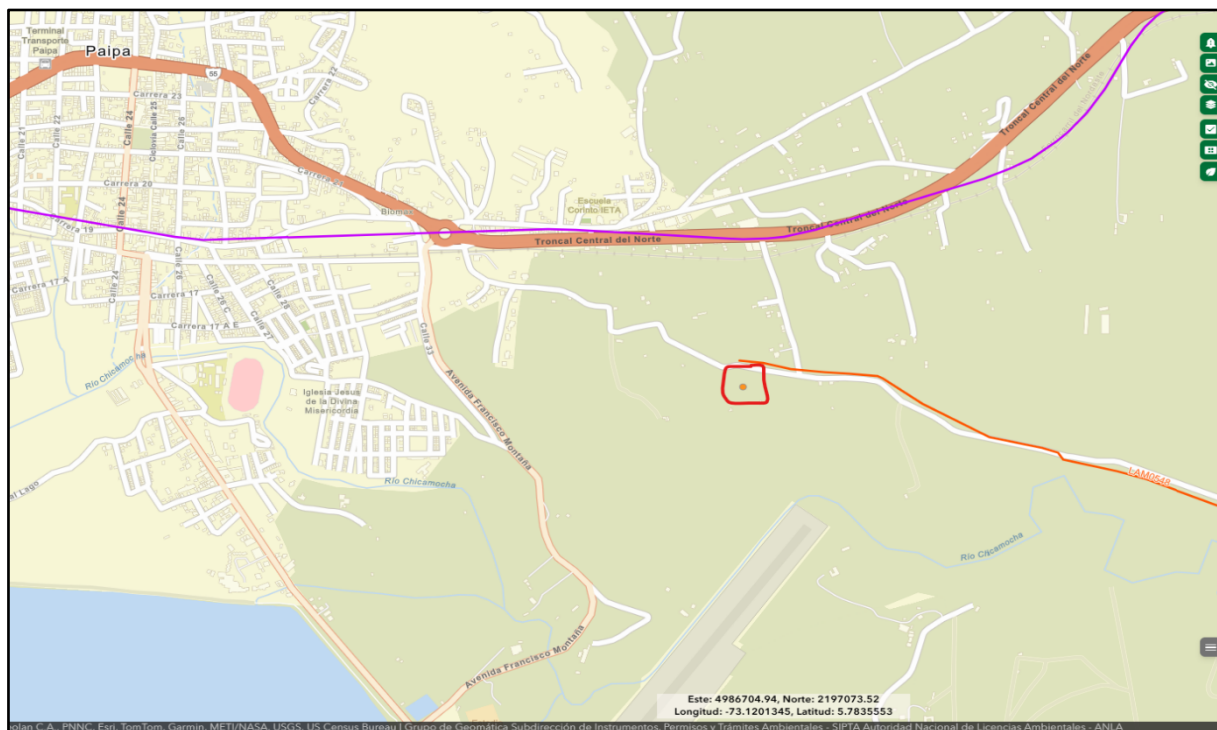 Terminal
Transporte
Paipa
Paipa
55
Carrera 23
Carrera 22
Calle 21
Calle 22
Calle 24
Ciclovía Calle 25
Calle 26
Carrera 20
Biomax
Escuela
Corinto/IETA
Carrera 19
Troncal Central del Norte
Troncal Central del Norte
Troncal Central del Norte
Calle 24
Calle 26
Carrera 17 A
Carrera 17
Calle 26 C
Calle 28
Calle 27
Carrera 17 A E
Calle 33
Río Chicamocha
Iglesia Jesus
de la Divina
Misericordia
Avenida Francisco Montaña
Río Chicamocha
LAM0548
Río Chicamocha
Avenida Francisco Montaña
Este: 4986704.94, Norte: 2197073.52
Longitud: -73.1201345, Latitud: 5.7835553
C.A., PNNC, Esri, TomTom, Garmin, METI/NASA, USGS, US Census Bureau | Grupo de Geomática Subdirección de Instrumentos, Permisos y Trámites Ambientales - SIPTA Autoridad Nacional de Licencias Ambientales - ANLA